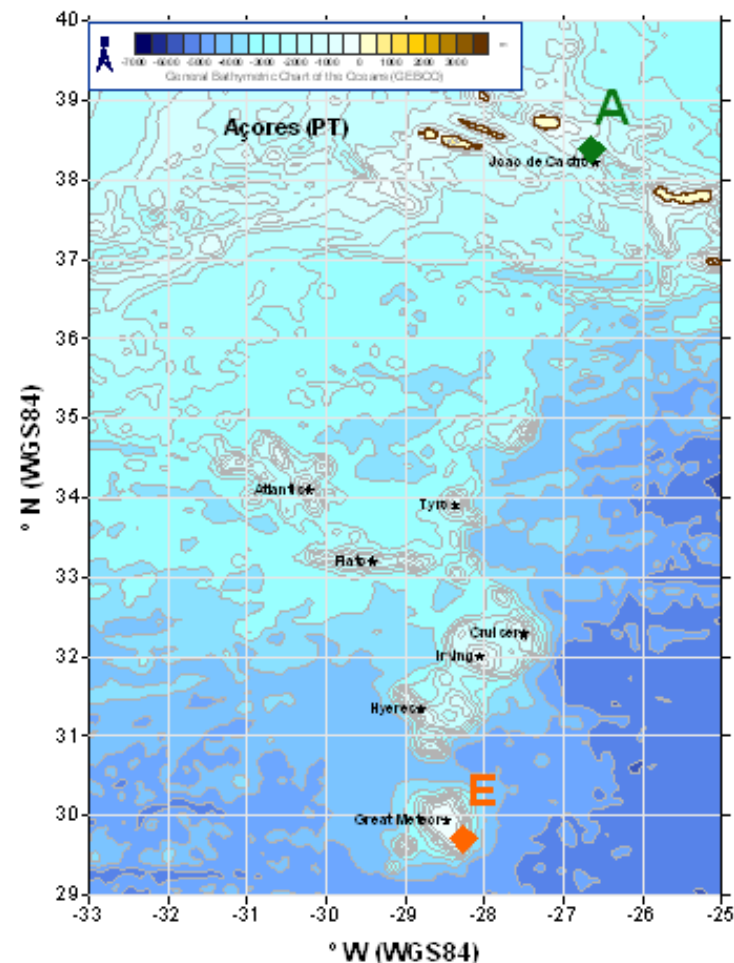 40
-7000 -6000 -5000 -4000 -3000 -2000 -1000 0 1000 2000 3000
General Bathymetric Chart of the Oceans (GEBCO)
39
A
Açores (PT)
Joao de Castro
38
37
36
35
Atlantis
34
Tyro
Plato
33
Cruiser
32
Irving
Hyeres
31
E
30
Great Meteor
29
-33 -32 -31 -30 -29 -28 -27 -26 -25
° N (WGS84)
° W (WGS84)